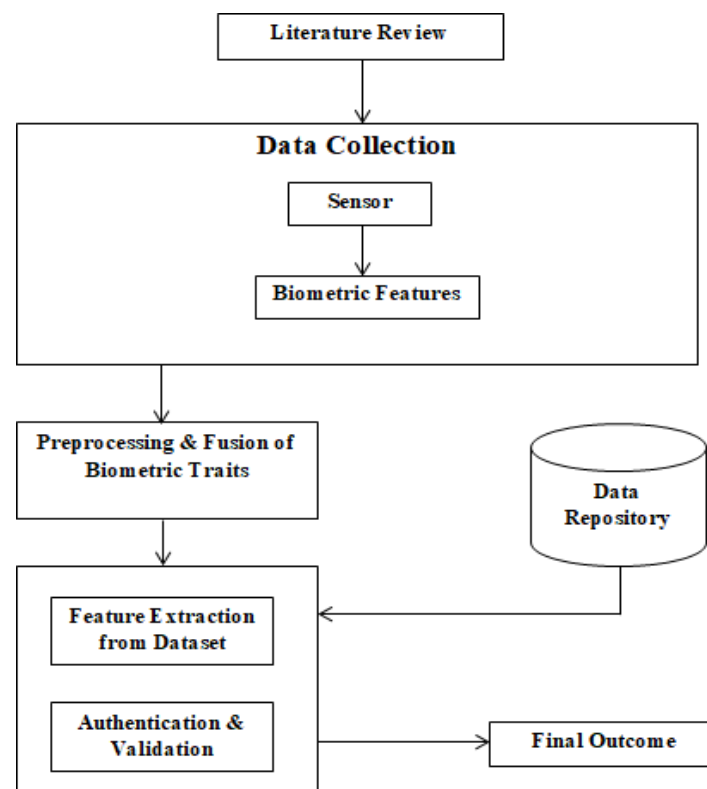 Literature Review
Data Collection
Sensor
Biometric Features
Preprocessing & Fusion of
Biometric Traits
Data
Repository
Feature Extraction
from Dataset
Authentication &
Validation
Final Outcome